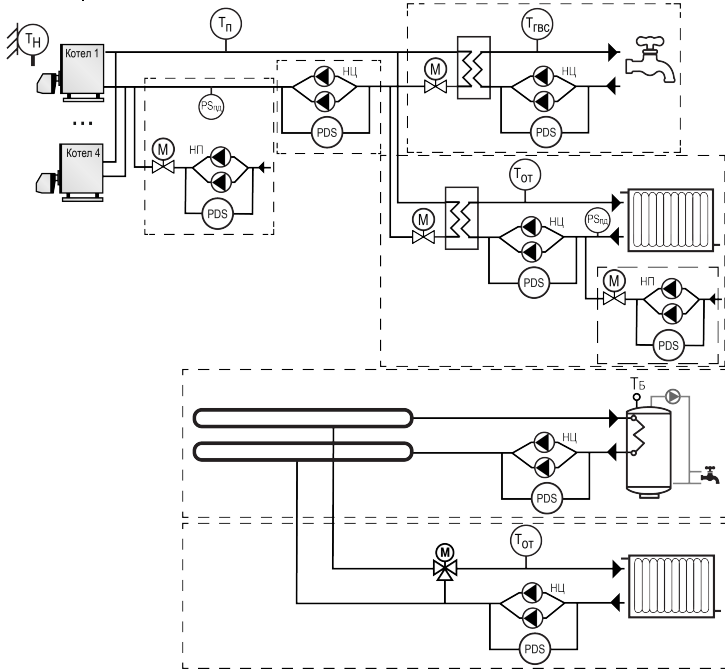 Tп
Tгвс
Tн
Котел 1
M
НЦ
НЦ
PSпд
PDS
PDS
...
Котел 4
M
НП
PDS
Tот
M
НЦ
PSпд
PDS
M
НП
PDS
TБ
НЦ
PDS
Tот
M
НЦ
PDS